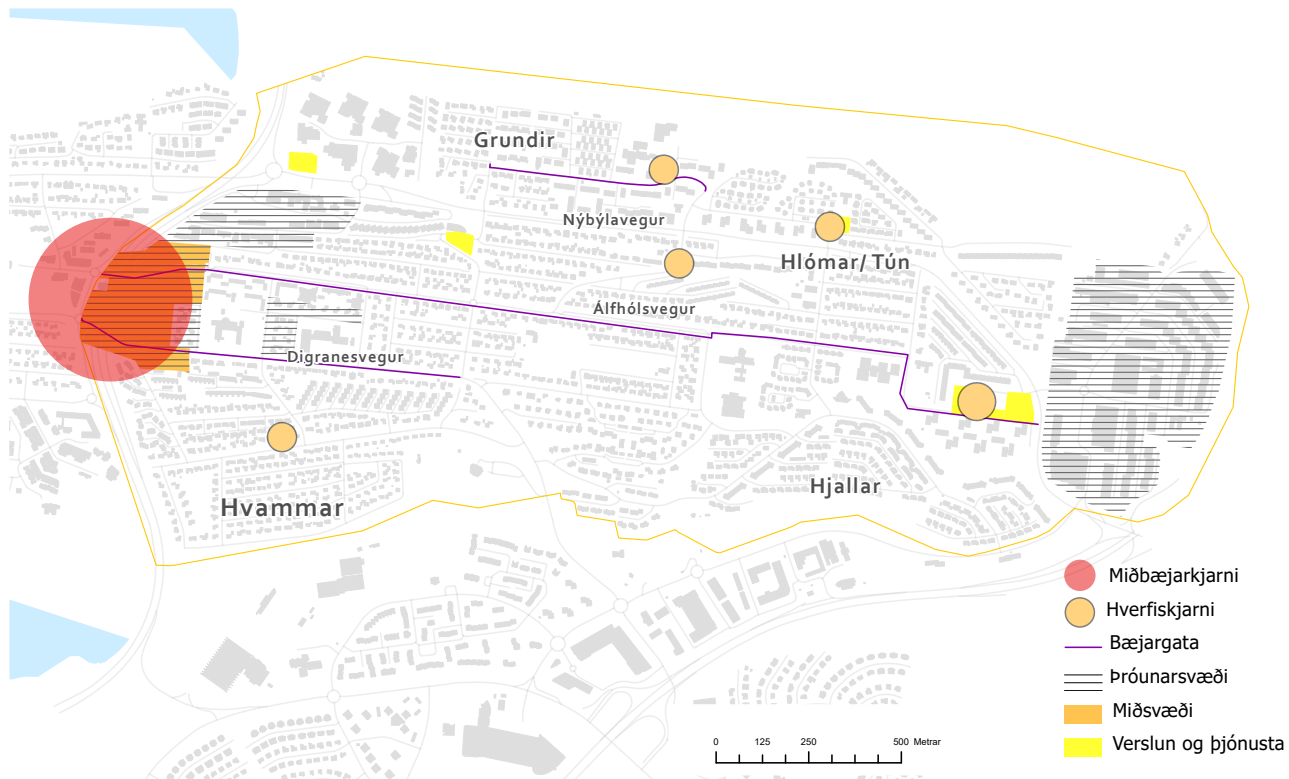 Grundir
Nýbýlavegur
Hlómar/ Tún
Álfhólsvegur
Digranesvegur
Hjallar
Hvammar
Miðbæjarkjarni
Hverfiskjarni
Bæjargata
Þróunarsvæði
Miðsvæði
Verslun og þjónusta
0 125 250 500 Metrar